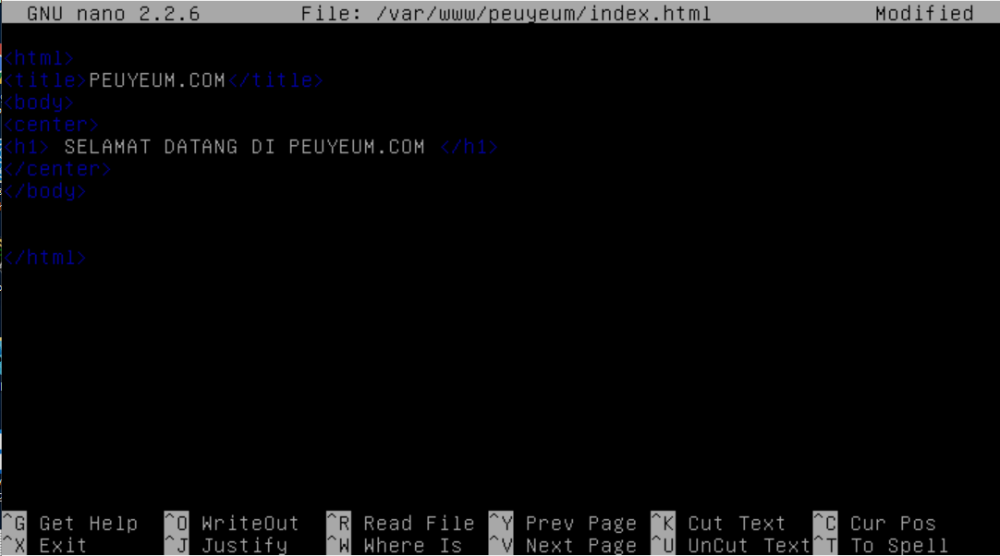 GNU nano 2.2.6 File: /var/www/peuyeum/index.html Modified
<html>
<title>PEUYEUM.COM</title>
<body>
<center>
<h1> SELAMAT DATANG DI PEUYEUM.COM </h1>
</center>
</body>
</html>
^G Get Help ^O WriteOut ^R Read File ^Y Prev Page ^K Cut Text ^C Cur Pos
^X Exit ^J Justify ^W Where Is ^V Next Page ^U UnCut Text ^T To Spell